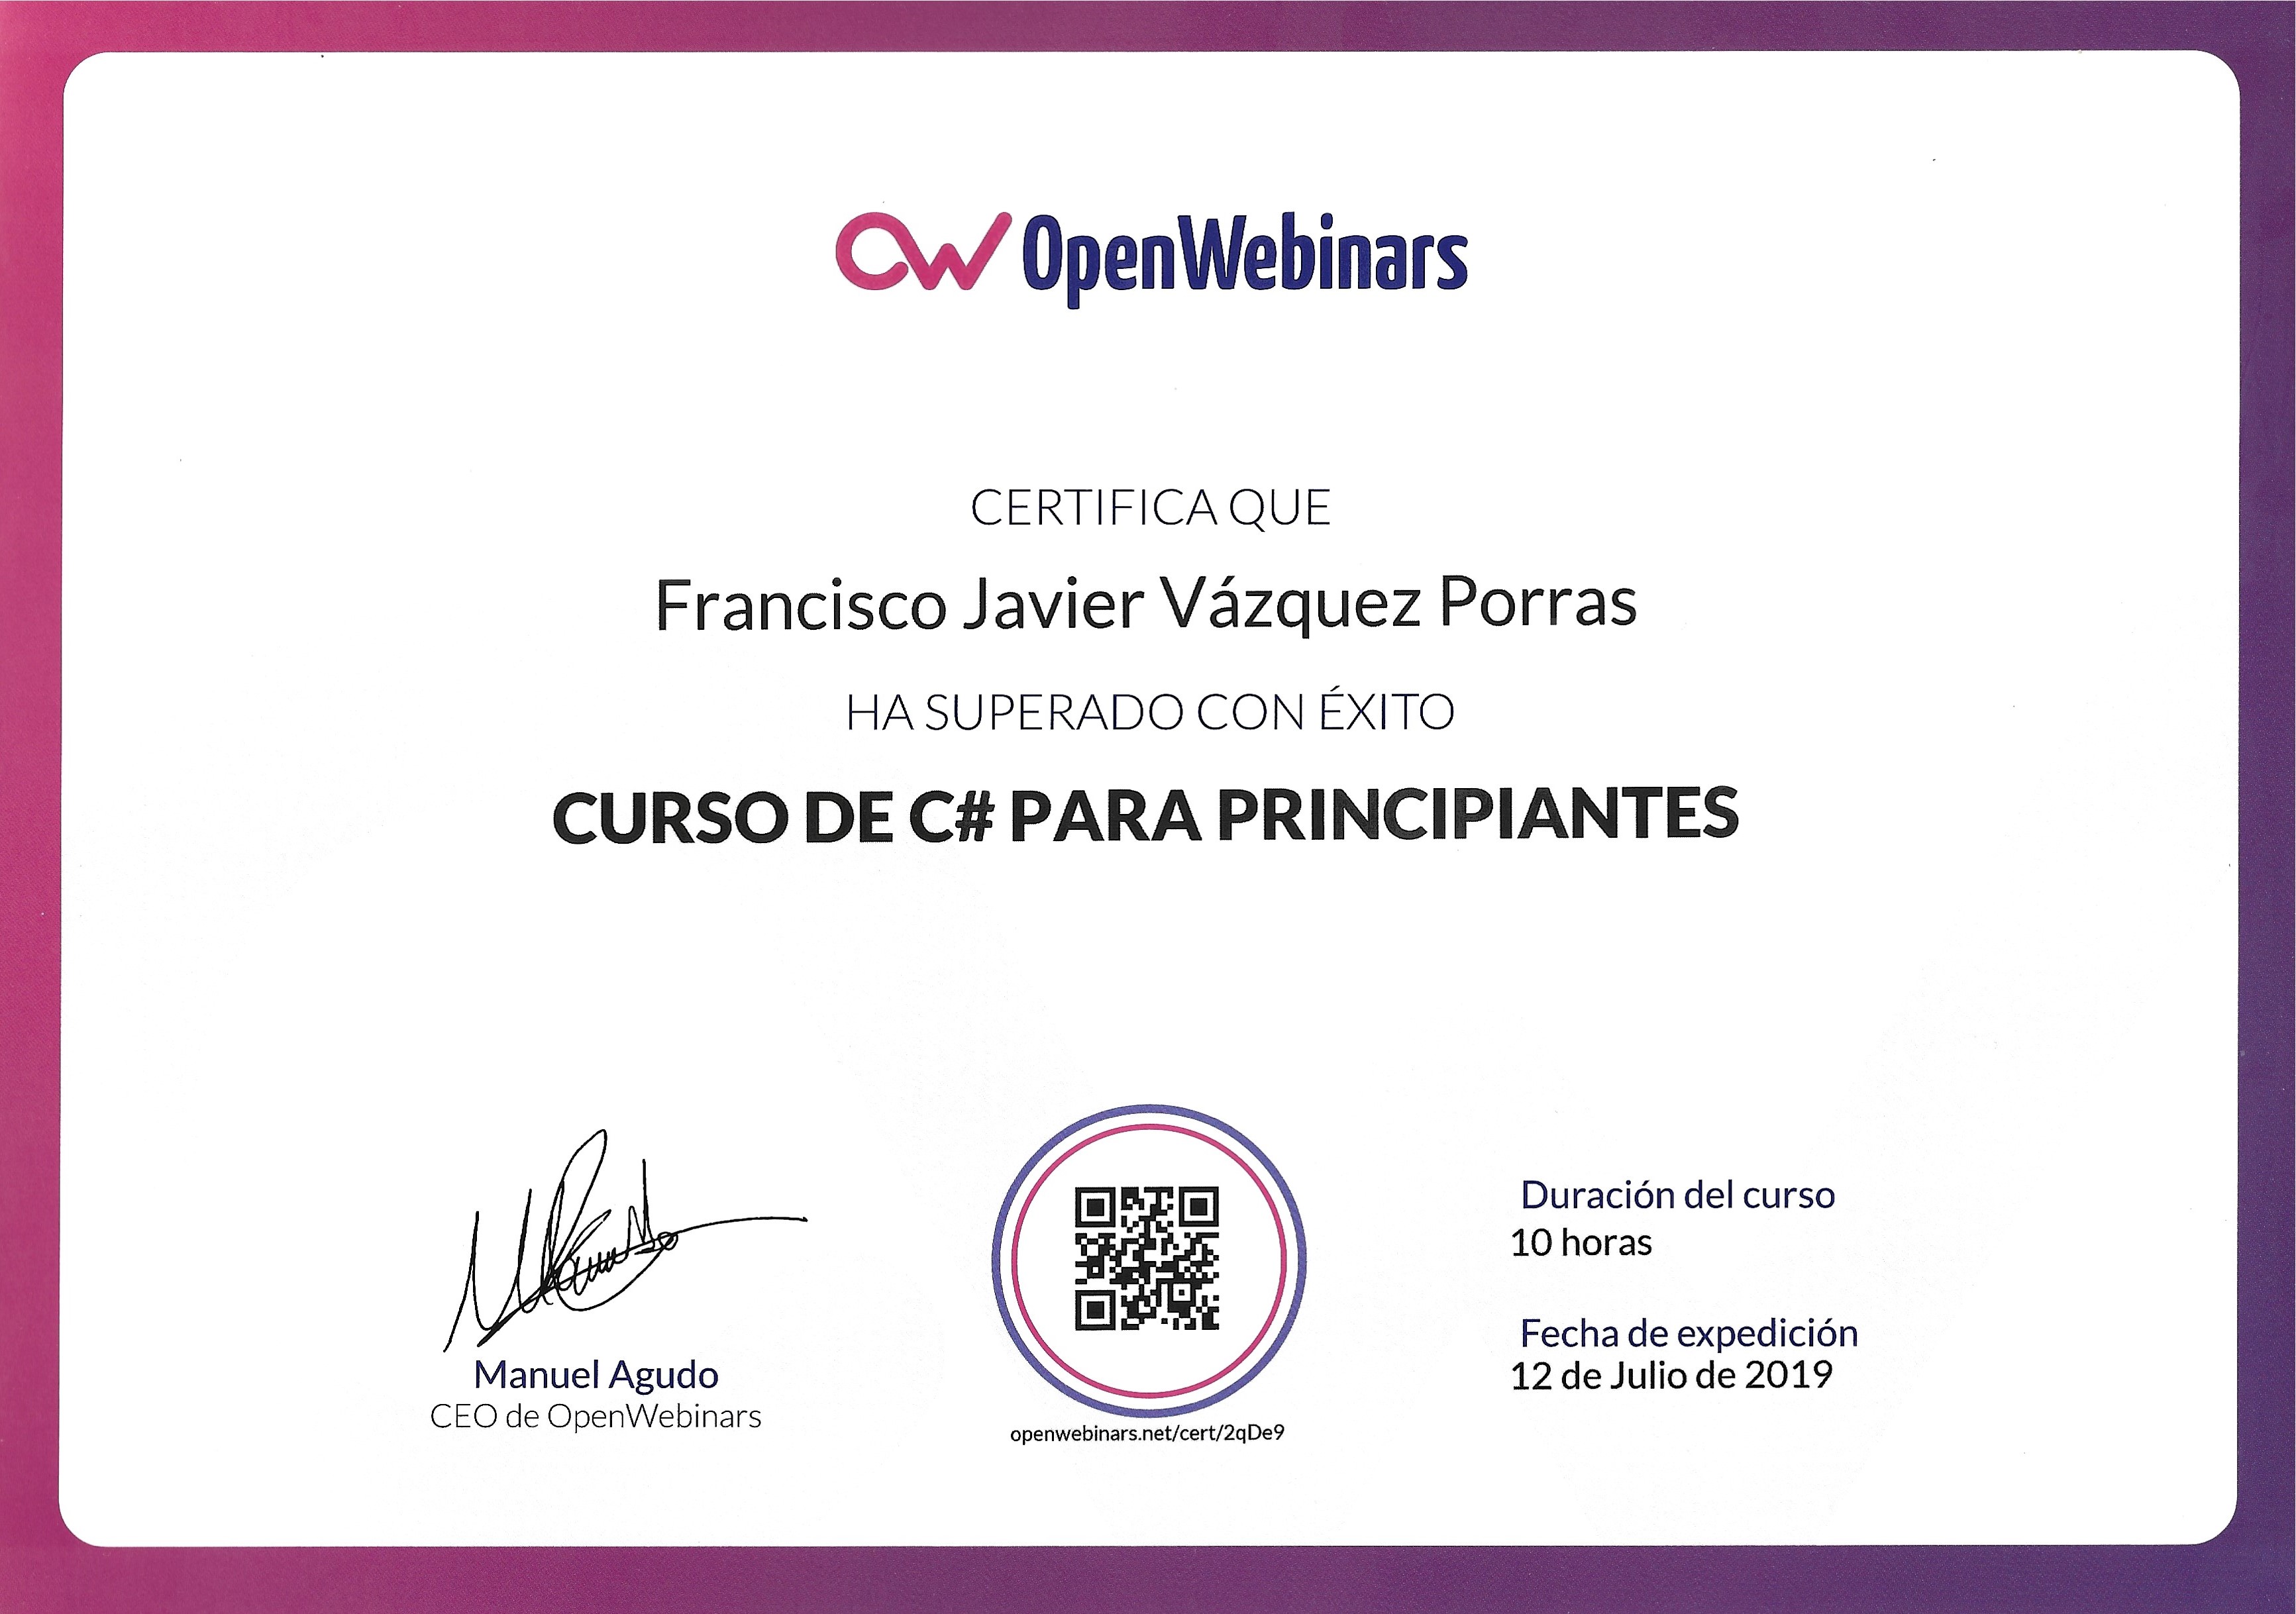 OpenWebinars
CERTIFICA QUE
Francisco Javier Vázquez Porras
HA SUPERADO CON ÉXITO
CURSO DE C# PARA PRINCIPIANTES
Manuel Agudo
CEO de OpenWebinars
openwebinars.net/cert/2qDe9
Duración del curso
10 horas
Fecha de expedición
12 de Julio de 2019